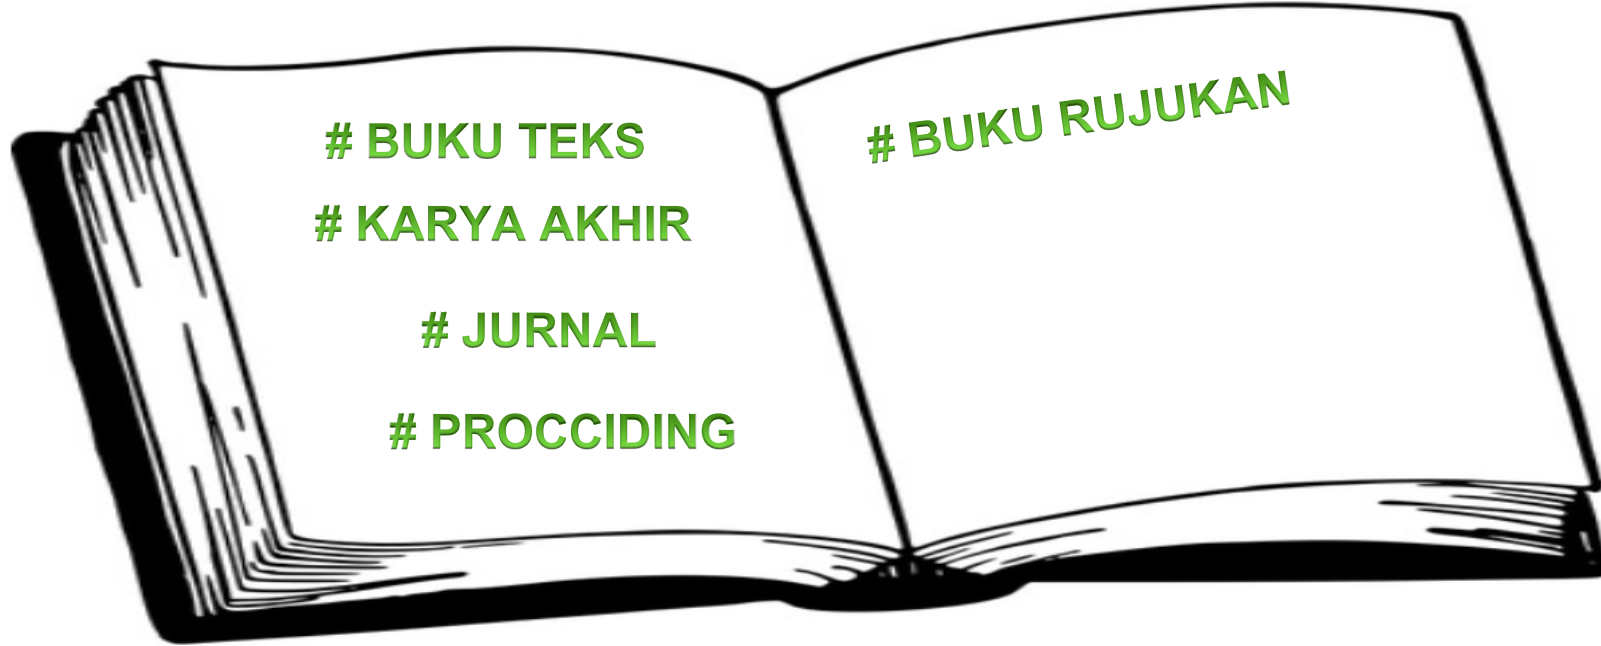 # BUKU TEKS
# KARYA AKHIR
# JURNAL
# PROCCIDING
# BUKU RUJUKAN